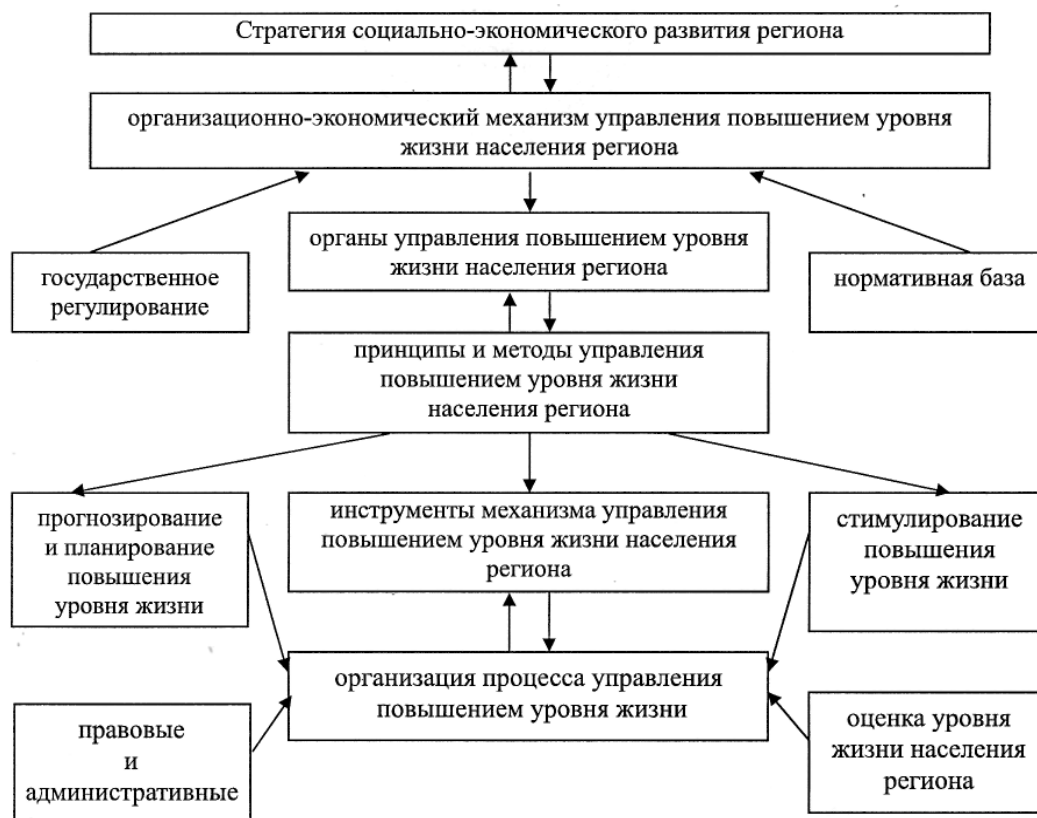 Стратегия социально-экономического развития региона
организационно-экономический механизм управления повышением уровня
жизни населения региона
органы управления повышением уровня
жизни населения региона
государственное
регулирование
нормативная база
принципы и методы управления
повышением уровня жизни
населения региона
прогнозирование
и планирование
повышения
уровня жизни
инструменты механизма управления
повышением уровня жизни населения
региона
стимулирование
повышения
уровня жизни
организация процесса управления
повышением уровня жизни
правовые
и
административные
оценка уровня
жизни населения
региона